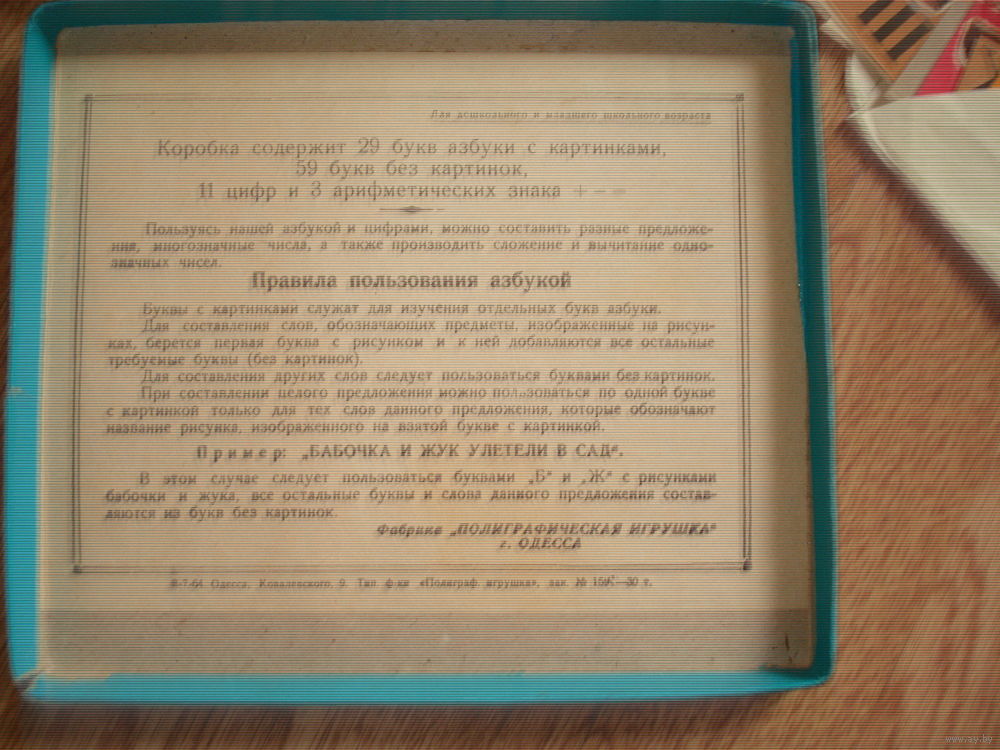 Для дошкольного и младшего школьного возраста
Коробка содержит 29 букв азбуки с картинками,
59 букв без картинок,
11 цифр и 3 арифметических знака + − =
Пользуясь нашей азбукой и цифрами, можно составить разные предложе-
ния, многозначные числа, а также производить сложение и вычитание одно-
значных чисел.
Правила пользования азбукой
Буквы с картинками служат для изучения отдельных букв азбуки.
Для составления слов, обозначающих предметы, изображенные на рисун-
ках, берется первая буква с рисунком и к ней добавляются все остальные
требуемые буквы (без картинок).
Для составления других слов следует пользоваться буквами без картинок.
При составлении целого предложения можно пользоваться по одной букве
с картинкой только для тех слов данного предложения, которые обозначают
название рисунка, изображенного на взятой букве с картинкой.
Пример: „БАБОЧКА И ЖУК УЛЕТЕЛИ В САД“.
В этом случае следует пользоваться буквами „Б“ и „Ж“ с рисунками
бабочки и жука, все остальные буквы и слова данного предложения состав-
ляются из букв без картинок.
Фабрика „ПОЛИГРАФИЧЕСКАЯ ИГРУШКА“
г. ОДЕССА
Одесса, Ковалевского, 9. Тип. ф-ки «Полиграф. игрушка», зак. № —30 т.
www.ay.by